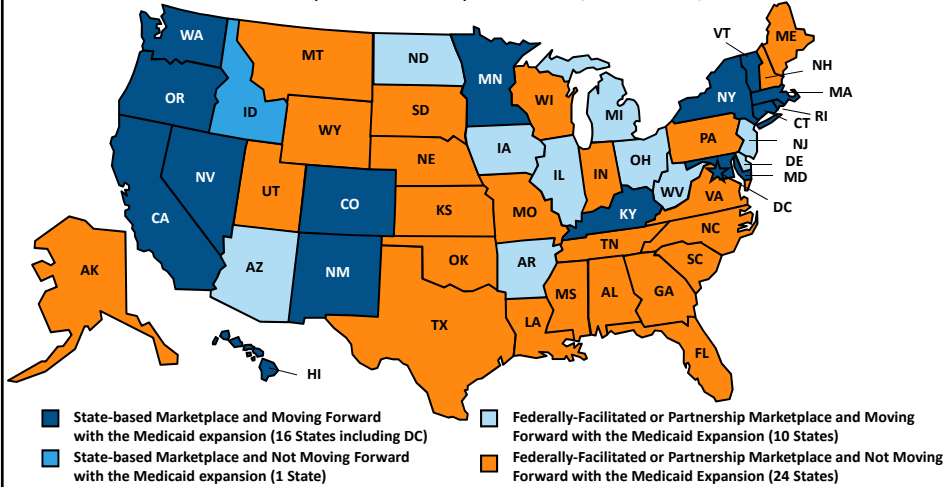 WA
MT
ND
MN
VT
ME
NH
OR
ID
SD
WI
NY
MA
MI
RI
WY
CT
IA
PA
NJ
NE
OH
DE
NV
IL
IN
MD
UT
WV
VA
CO
DC
CA
KS
MO
KY
NC
TN
AZ
OK
AR
SC
AK
NM
MS
AL
GA
TX
LA
FL
HI
State-based Marketplace and Moving Forward
with the Medicaid expansion (16 States including DC)
State-based Marketplace and Not Moving Forward
with the Medicaid expansion (1 State)
Federally-Facilitated or Partnership Marketplace and Moving
Forward with the Medicaid Expansion (10 States)
Federally-Facilitated or Partnership Marketplace and Not Moving
Forward with the Medicaid Expansion (24 States)